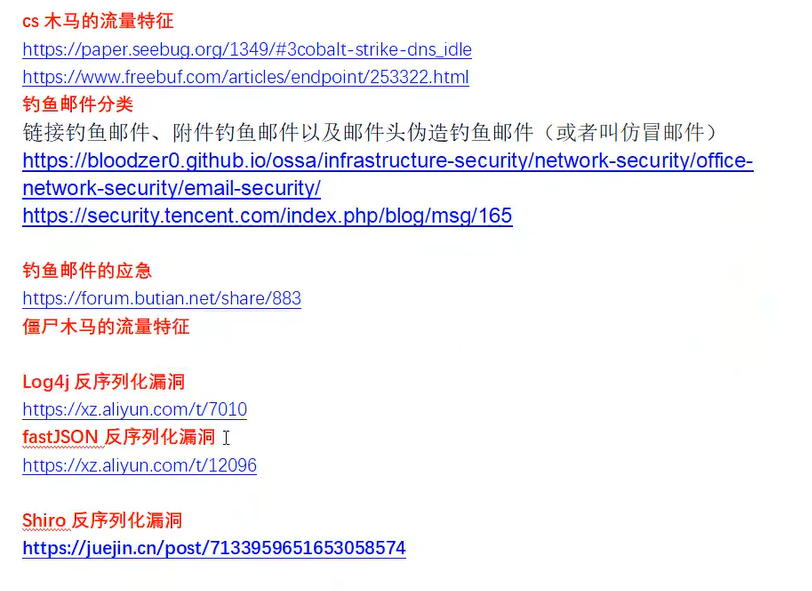 cs 木马的流量特征
https://paper.seebug.org/1349/#3cobalt-strike-dns_idle
https://www.freebuf.com/articles/endpoint/253322.html
钓鱼邮件分类
链接钓鱼邮件、附件钓鱼邮件以及邮件头伪造钓鱼邮件（或者叫仿冒邮件）
https://bloodzer0.github.io/ossa/infrastructure-security/network-security/office-
network-security/email-security/
https://security.tencent.com/index.php/blog/msg/165
钓鱼邮件的应急
https://forum.butian.net/share/883
僵尸木马的流量特征
Log4j 反序列化漏洞
https://xz.aliyun.com/t/7010
fastJSON 反序列化漏洞
https://xz.aliyun.com/t/12096
Shiro 反序列化漏洞
https://juejin.cn/post/7133959651653058574